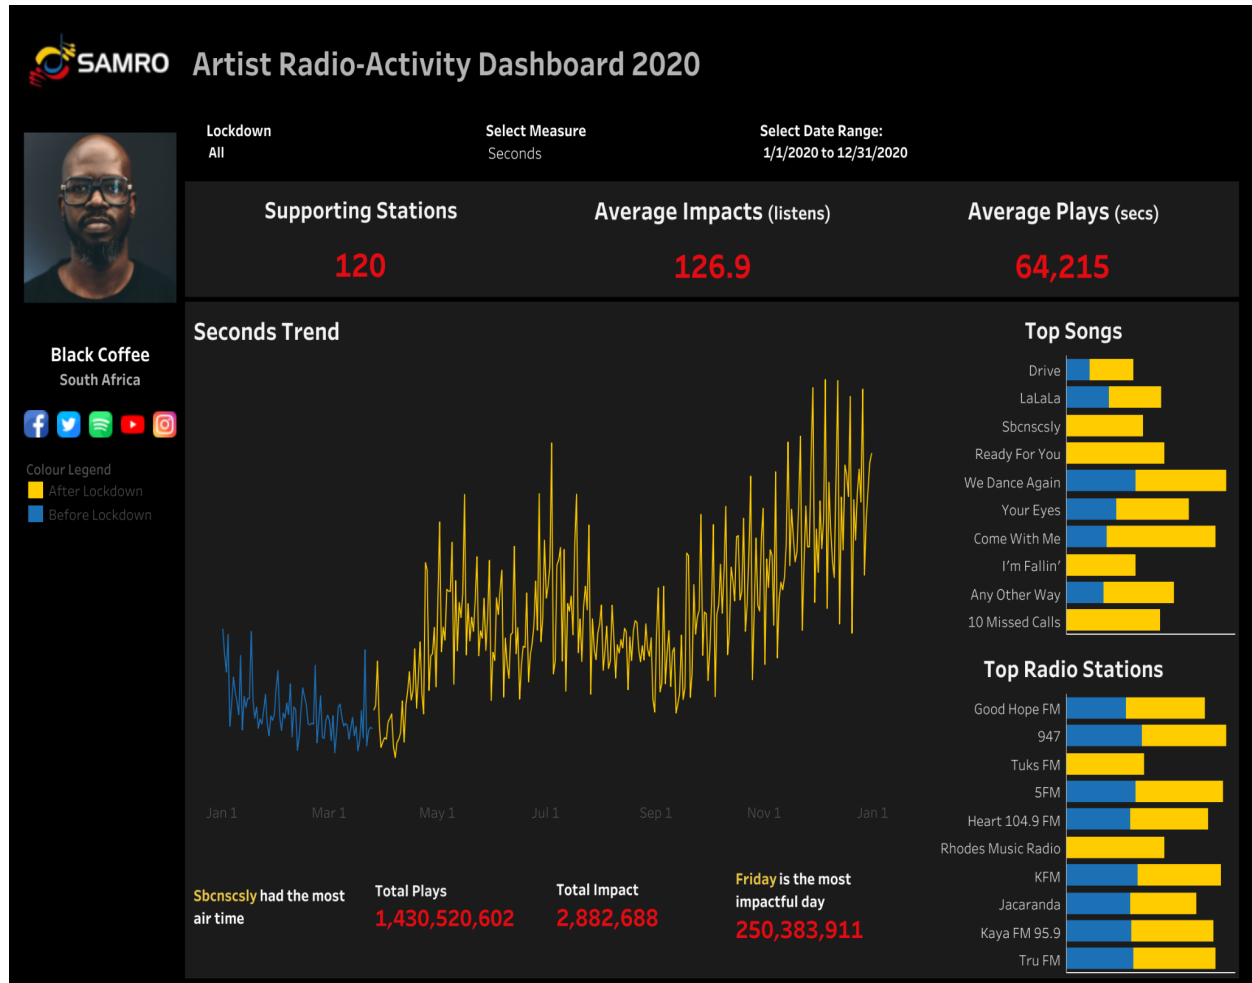 SAMRO
Artist Radio-Activity Dashboard 2020
Lockdown
All
Select Measure
Seconds
Select Date Range:
1/1/2020 to 12/31/2020
Supporting Stations
120
Average Impacts (listens)
126.9
Average Plays (secs)
64,215
Black Coffee
South Africa
Colour Legend
After Lockdown
Before Lockdown
Seconds Trend
Jan 1
Mar 1
May 1
Jul 1
Sep 1
Nov 1
Jan 1
Sbcnscsly had the most
air time
Total Plays
1,430,520,602
Total Impact
2,882,688
Friday is the most
impactful day
250,383,911
Top Songs
Drive
LaLaLa
Sbcnscsly
Ready For You
We Dance Again
Your Eyes
Come With Me
I'm Fallin'
Any Other Way
10 Missed Calls
Top Radio Stations
Good Hope FM
947
Tuks FM
5FM
Heart 104.9 FM
Rhodes Music Radio
KFM
Jacaranda
Kaya FM 95.9
Tru FM